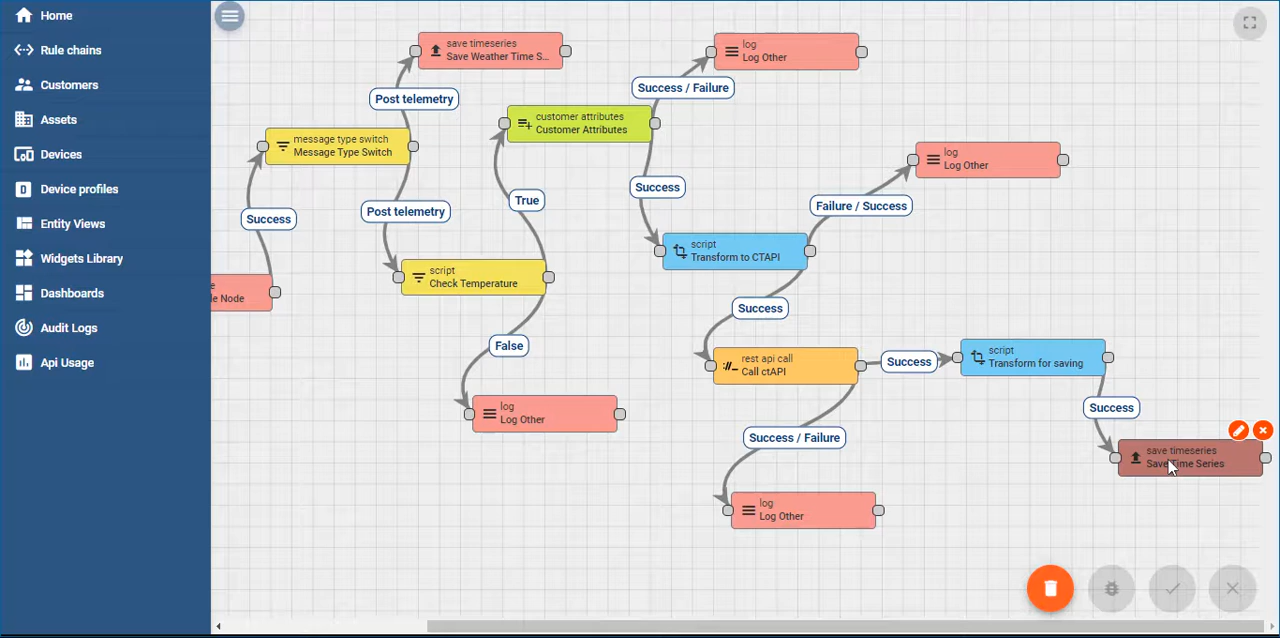 Home
Rule chains
Customers
Assets
Devices
Device profiles
Entity Views
Widgets Library
Dashboards
Audit Logs
Api Usage
save timeseries
Save Weather Time S...
log
Log Other
Post telemetry
Success / Failure
customer attributes
Customer Attributes
message type switch
Message Type Switch
log
Log Other
Success
True
Post telemetry
Failure / Success
Success
script
Transform to CTAPI
script
Check Temperature
e
le Node
Success
False
rest api call
Call ctAPI
Success
script
Transform for saving
log
Log Other
Success
Success / Failure
save timeseries
Save Time Series
log
Log Other